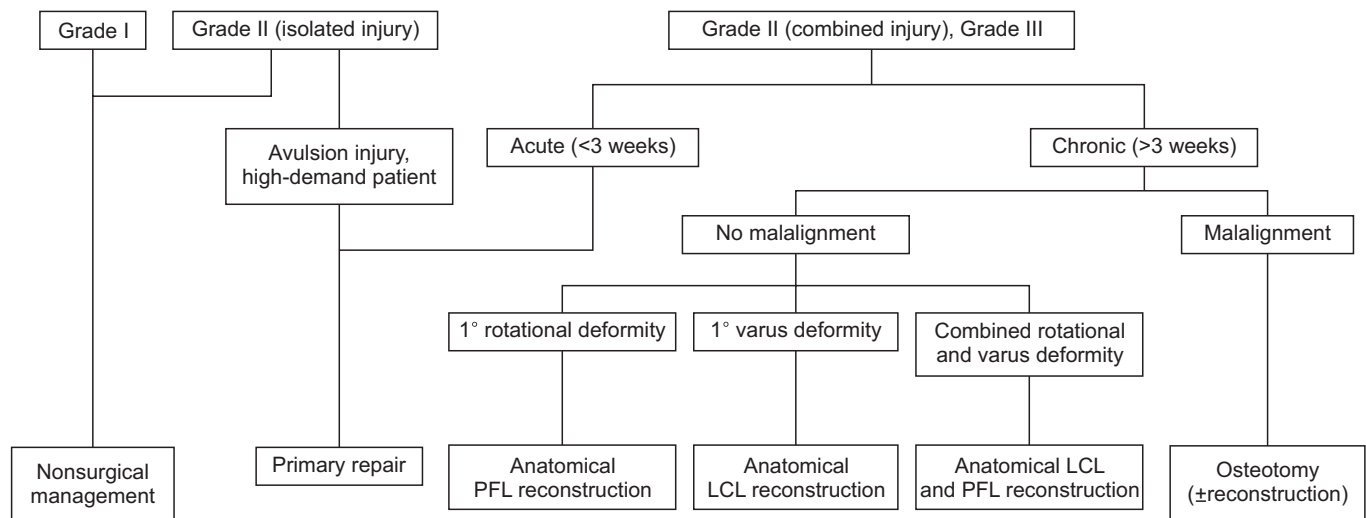 Grade I
Grade II (isolated injury)
Grade II (combined injury), Grade III
Avulsion injury,
high-demand patient
Acute (<3 weeks)
Chronic (>3 weeks)
No malalignment
Malalignment
1° rotational deformity
1° varus deformity
Combined rotational
and varus deformity
Nonsurgical
management
Primary repair
Anatomical
PFL reconstruction
Anatomical
LCL reconstruction
Anatomical LCL
and PFL reconstruction
Osteotomy
(±reconstruction)